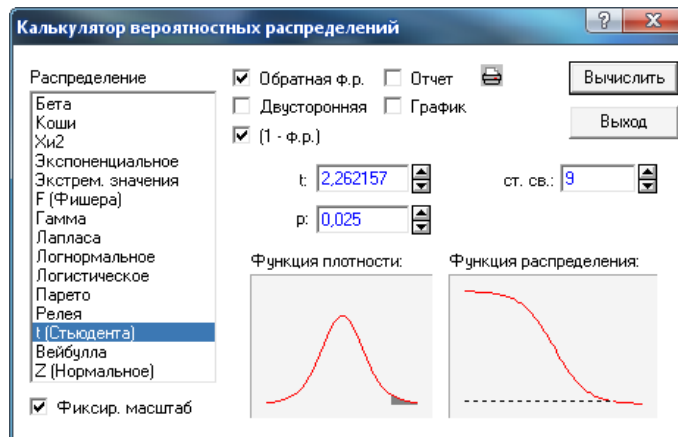 Калькулятор вероятностных распределений
Распределение
Бета
Коши
Хи2
Экспоненциальное
Экстрем. значения
F (Фишера)
Гамма
Лапласа
Логнормальное
Логистическое
Парето
Релея
t (Стьюдента)
Вейбулла
Z (Нормальное)
Фиксир. масштаб
Обратная ф.р.
Отчет
Двусторонняя
График
(1 - ф.р.)
Вычислить
Выход
t: 2,262157
ст. св.: 9
p: 0,025
Функция плотности:
Функция распределения: